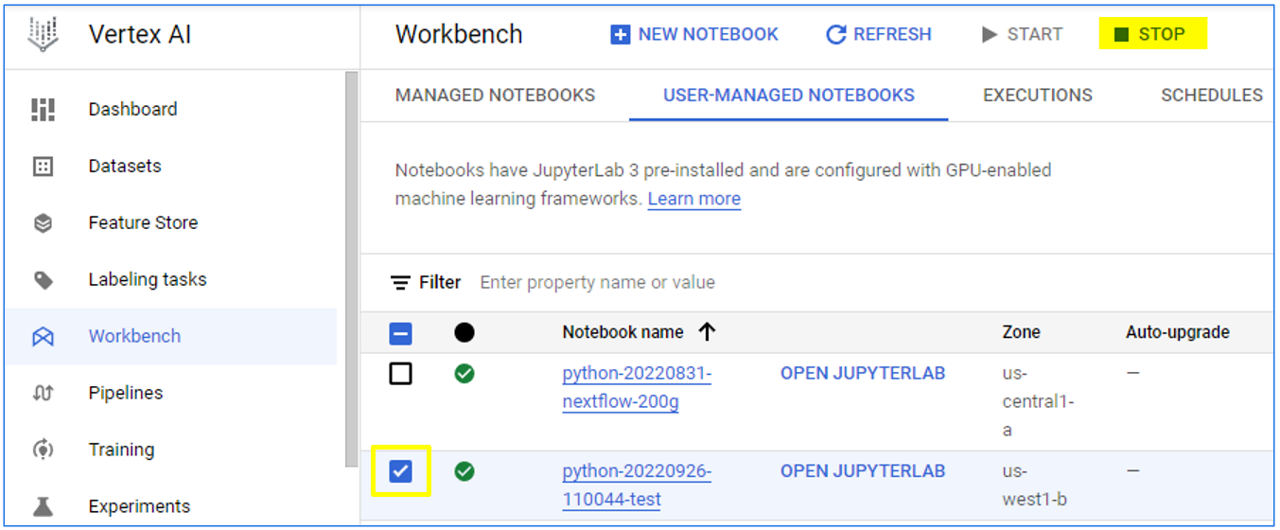 Vertex AI
Workbench
NEW NOTEBOOK
REFRESH
START
STOP
Dashboard
Datasets
Feature Store
Labeling tasks
Workbench
Pipelines
Training
Experiments
MANAGED NOTEBOOKS
USER-MANAGED NOTEBOOKS
EXECUTIONS
SCHEDULES
Notebooks have JupyterLab 3 pre-installed and are configured with GPU-enabled
machine learning frameworks. Learn more
Filter Enter property name or value
Notebook name
Zone
Auto-upgrade
python-20220831-
nextflow-200g
OPEN JUPYTERLAB
us-
central1-
a
—
python-20220926-
110044-test
OPEN JUPYTERLAB
us-
west1-b
—